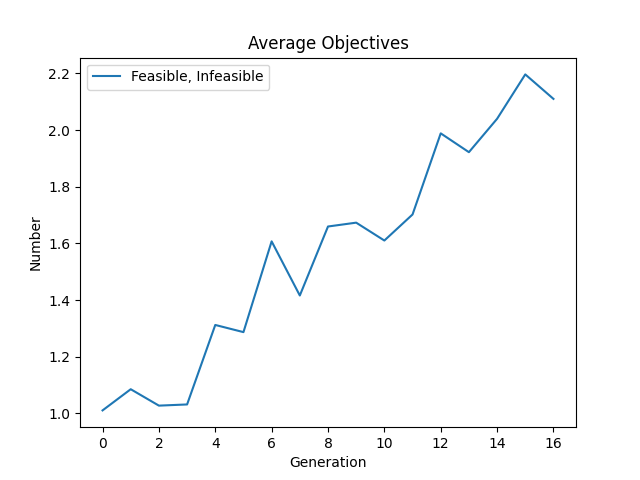 Average Objectives
Feasible, Infeasible
2.2
2.0
1.8
1.6
1.4
1.2
1.0
Number
0 2 4 6 8 10 12 14 16
Generation